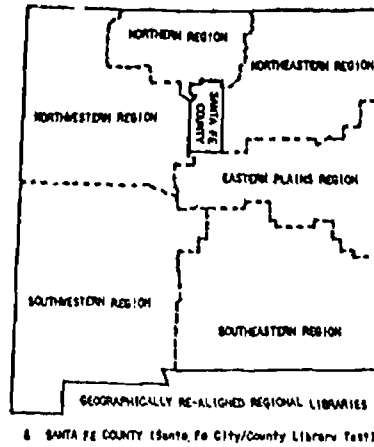 NORTHERN REGION
NORTHEASTERN REGION
NORTHWESTERN REGION
SANTA FE
COUNTY
EASTERN PLAINS REGION
SOUTHWESTERN REGION
SOUTHEASTERN REGION
GEOGRAPHICALLY RE-ALIGNED REGIONAL LIBRARIES
& SANTA FE COUNTY (Santa Fe City/County Library Test)